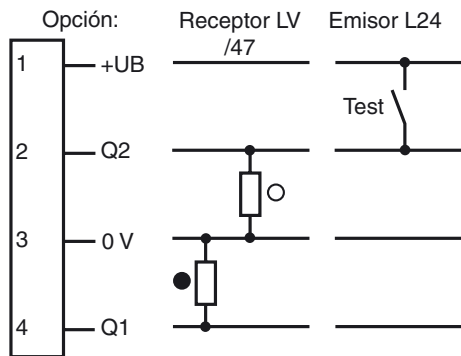 Opción: Receptor LV Emisor L24
/47
1 +UB
Test
2 Q2
3 0 V
4 Q1